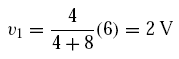 v₁ = 4/(4 + 8) (6) = 2 V